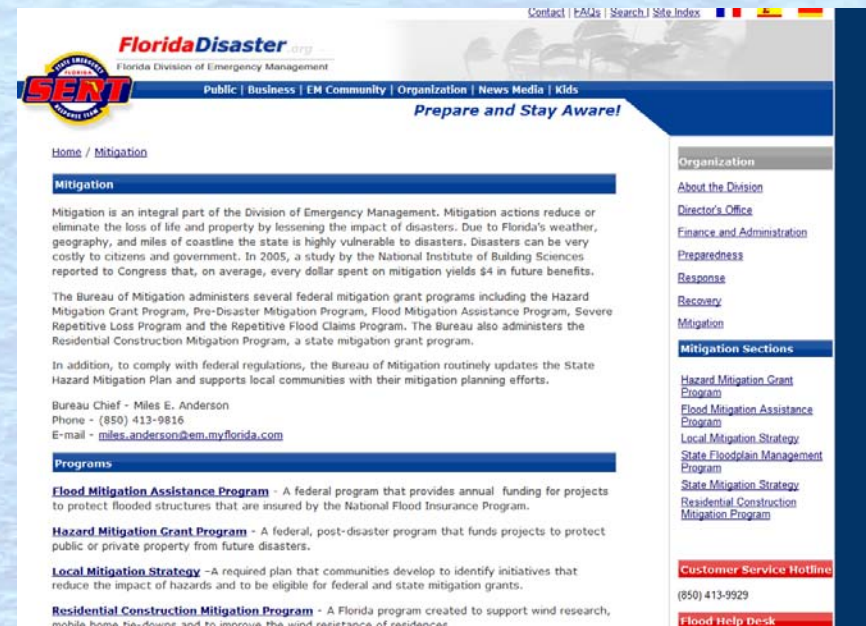 Contact | FAQs | Search | Site Index
FloridaDisaster.org
Florida Division of Emergency Management
STATE EMERGENCY
FLORIDA
SERT
RESPONSE TEAM
Public | Business | EM Community | Organization | News Media | Kids
Prepare and Stay Aware!
Home / Mitigation
Mitigation
Mitigation is an integral part of the Division of Emergency Management. Mitigation actions reduce or
eliminate the loss of life and property by lessening the impact of disasters. Due to Florida's weather,
geography, and miles of coastline the state is highly vulnerable to disasters. Disasters can be very
costly to citizens and government. In 2005, a study by the National Institute of Building Sciences
reported to Congress that, on average, every dollar spent on mitigation yields $4 in future benefits.
The Bureau of Mitigation administers several federal mitigation grant programs including the Hazard
Mitigation Grant Program, Pre-Disaster Mitigation Program, Flood Mitigation Assistance Program, Severe
Repetitive Loss Program and the Repetitive Flood Claims Program. The Bureau also administers the
Residential Construction Mitigation Program, a state mitigation grant program.
In addition, to comply with federal regulations, the Bureau of Mitigation routinely updates the State
Hazard Mitigation Plan and supports local communities with their mitigation planning efforts.
Bureau Chief - Miles E. Anderson
Phone - (850) 413-9816
E-mail - miles.anderson@em.myflorida.com
Programs
Flood Mitigation Assistance Program - A federal program that provides annual funding for projects
to protect flooded structures that are insured by the National Flood Insurance Program.
Hazard Mitigation Grant Program - A federal, post-disaster program that funds projects to protect
public or private property from future disasters.
Local Mitigation Strategy –A required plan that communities develop to identify initiatives that
reduce the impact of hazards and to be eligible for federal and state mitigation grants.
Residential Construction Mitigation Program - A Florida program created to support wind research,
mobile home tie-downs and to improve the wind resistance of residences.
Organization
About the Division
Director's Office
Finance and Administration
Preparedness
Response
Recovery
Mitigation
Mitigation Sections
Hazard Mitigation Grant
Program
Flood Mitigation Assistance
Program
Local Mitigation Strategy
State Floodplain Management
Program
State Mitigation Strategy
Residential Construction
Mitigation Program
Customer Service Hotline
(850) 413-9929
Flood Help Desk